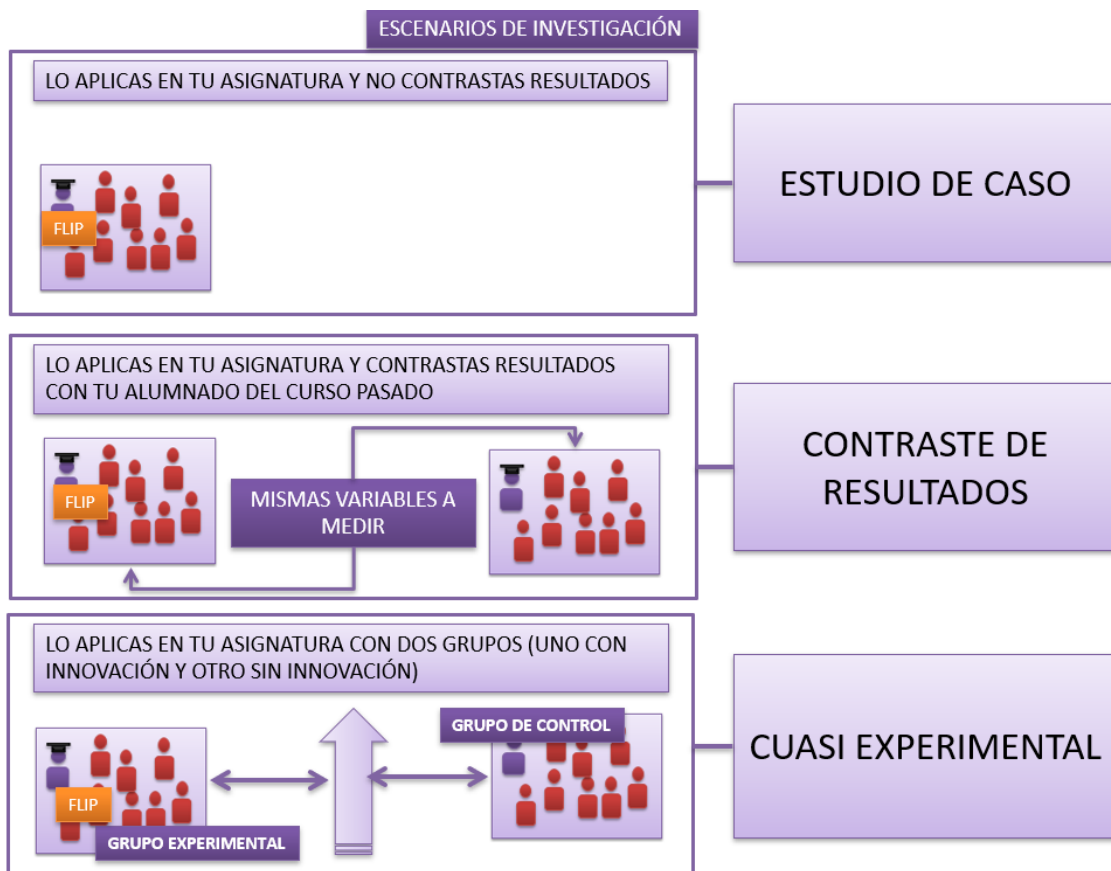 ESCENARIOS DE INVESTIGACIÓN
LO APLICAS EN TU ASIGNATURA Y NO CONTRASTAS RESULTADOS
FLIP
ESTUDIO DE CASO
LO APLICAS EN TU ASIGNATURA Y CONTRASTAS RESULTADOS
CON TU ALUMNADO DEL CURSO PASADO
FLIP
MISMAS VARIABLES A
MEDIR
CONTRASTE DE
RESULTADOS
LO APLICAS EN TU ASIGNATURA CON DOS GRUPOS (UNO CON
INNOVACIÓN Y OTRO SIN INNOVACIÓN)
FLIP
GRUPO EXPERIMENTAL
GRUPO DE CONTROL
CUASI EXPERIMENTAL